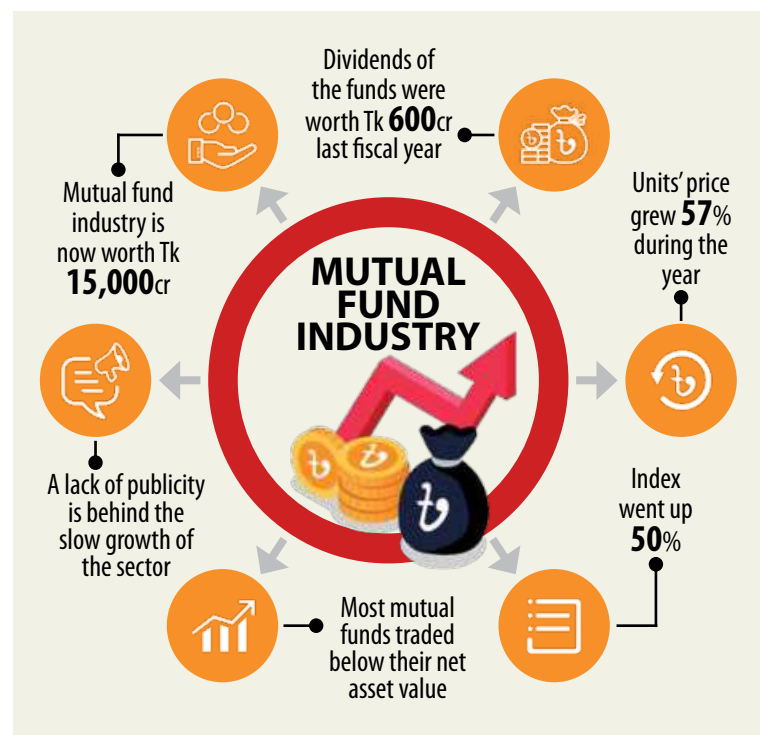 MUTUAL
FUND
INDUSTRY
Mutual fund
industry is
now worth Tk
15,000cr
Dividends of
the funds were
worth Tk 600cr
last fiscal year
Units’ price
grew 57%
during the
year
Index
went up
50%
Most mutual
funds traded
below their net
asset value
A lack of publicity
is behind the
slow growth of
the sector
৳
৳
৳
৳
৳
৳